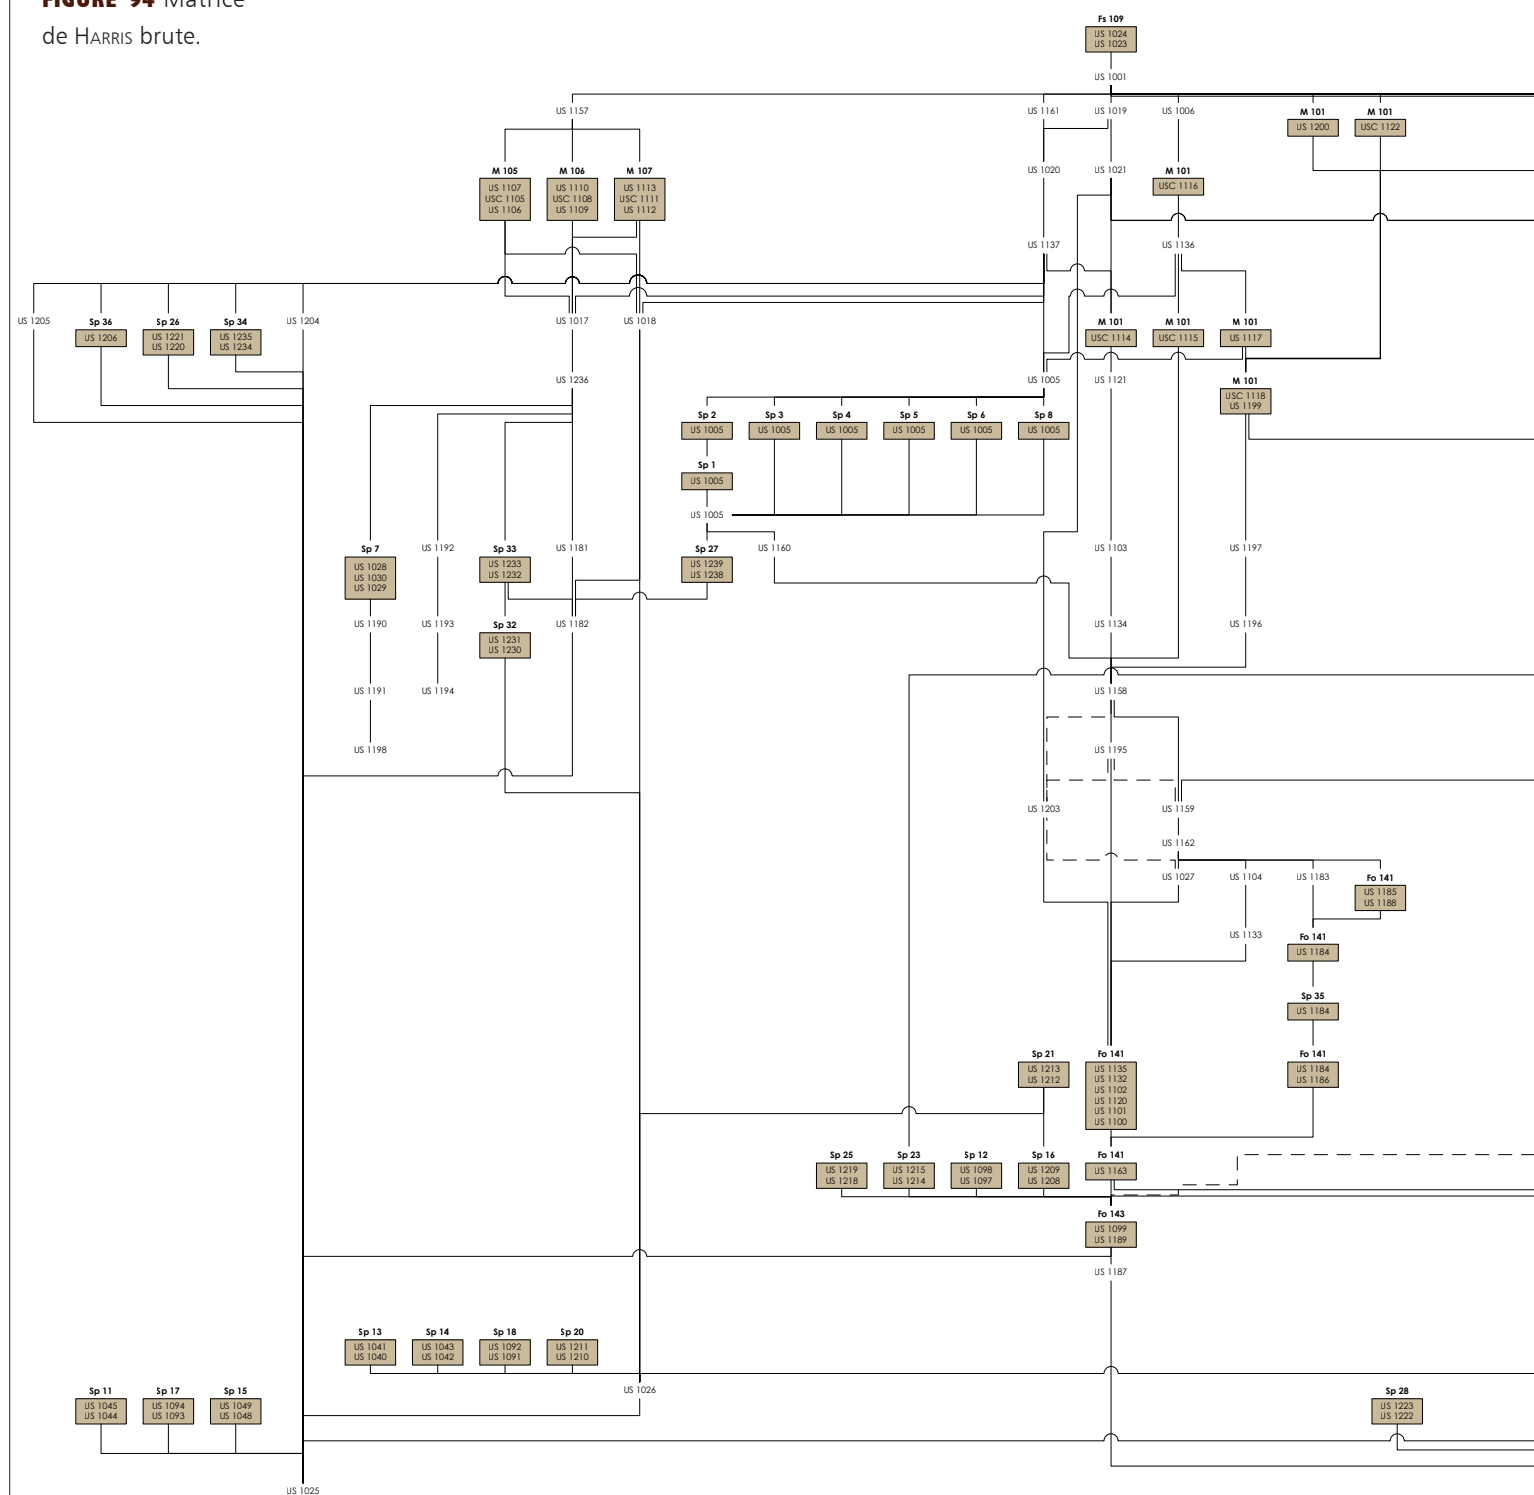 FIGURE 94 Matrice
de HARRIS brute.
Fs 109
US 1024
US 1023
US 1001
US 1157
US 1161
US 1019
US 1006
M 101
US 1200
M 101
USC 1122
M 105
US 1107
USC 1105
US 1106
M 106
US 1110
USC 1108
US 1109
M 107
US 1113
USC 1111
US 1112
US 1020
US 1021
M 101
USC 1116
US 1137
US 1136
US 1205
Sp 36
US 1206
Sp 26
US 1221
US 1220
Sp 34
US 1235
US 1234
US 1204
US 1017
US 1018
M 101
USC 1114
M 101
USC 1115
M 101
US 1117
US 1236
US 1005
US 1121
M 101
USC 1118
US 1199
Sp 2
US 1005
Sp 3
US 1005
Sp 4
US 1005
Sp 5
US 1005
Sp 6
US 1005
Sp 8
US 1005
Sp 1
US 1005
US 1005
Sp 7
US 1028
US 1030
US 1029
US 1192
Sp 33
US 1233
US 1232
US 1181
Sp 27
US 1239
US 1238
US 1160
US 1103
US 1197
US 1190
US 1193
Sp 32
US 1231
US 1230
US 1182
US 1134
US 1196
US 1191
US 1194
US 1158
US 1198
US 1195
US 1203
US 1159
US 1162
US 1027
US 1104
US 1183
Fo 141
US 1185
US 1188
US 1133
Fo 141
US 1184
Sp 35
US 1184
Sp 21
US 1213
US 1212
Fo 141
US 1135
US 1132
US 1102
US 1120
US 1101
US 1100
Fo 141
US 1184
US 1186
Sp 25
US 1219
US 1218
Sp 23
US 1215
US 1214
Sp 12
US 1098
US 1097
Sp 16
US 1209
US 1208
Fo 141
US 1163
Fo 143
US 1099
US 1189
US 1187
Sp 13
US 1041
US 1040
Sp 14
US 1043
US 1042
Sp 18
US 1092
US 1091
Sp 20
US 1211
US 1210
US 1026
Sp 11
US 1045
US 1044
Sp 17
US 1094
US 1093
Sp 15
US 1049
US 1048
Sp 28
US 1223
US 1222
US 1025